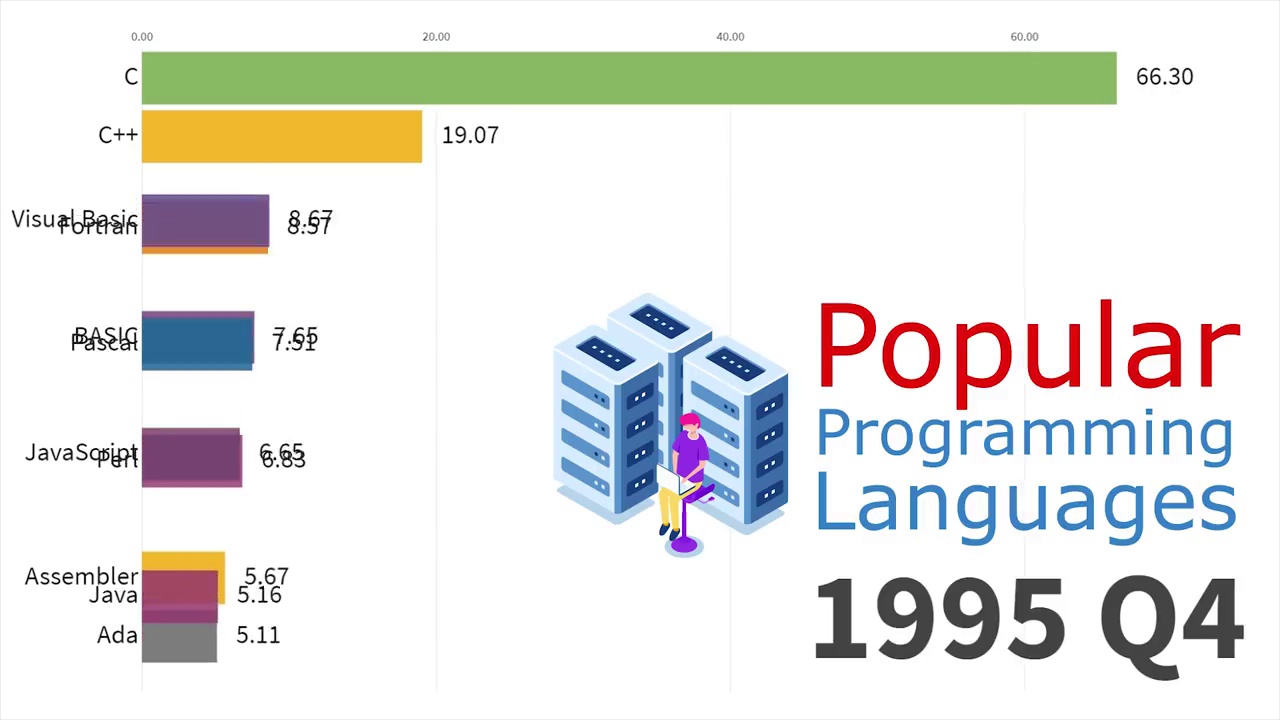 0.00 20.00 40.00 60.00
C 66.30
C++ 19.07
Visual Basic 8.67
Fortran 8.57
BASIC 7.65
Pascal 7.51
JavaScript 6.65
Perl 6.83
Assembler 5.67
Java 5.16
Ada 5.11
Popular
Programming
Languages
1995 Q4